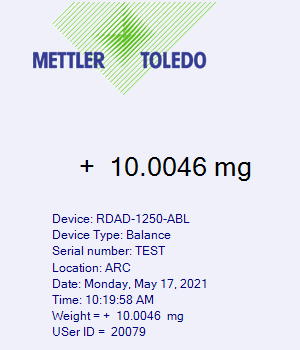 METTLER TOLEDO
+ 10.0046 mg
Device: RDAD-1250-ABL
Device Type: Balance
Serial number: TEST
Location: ARC
Date: Monday, May 17, 2021
Time: 10:19:58 AM
Weight = + 10.0046 mg
USer ID = 20079